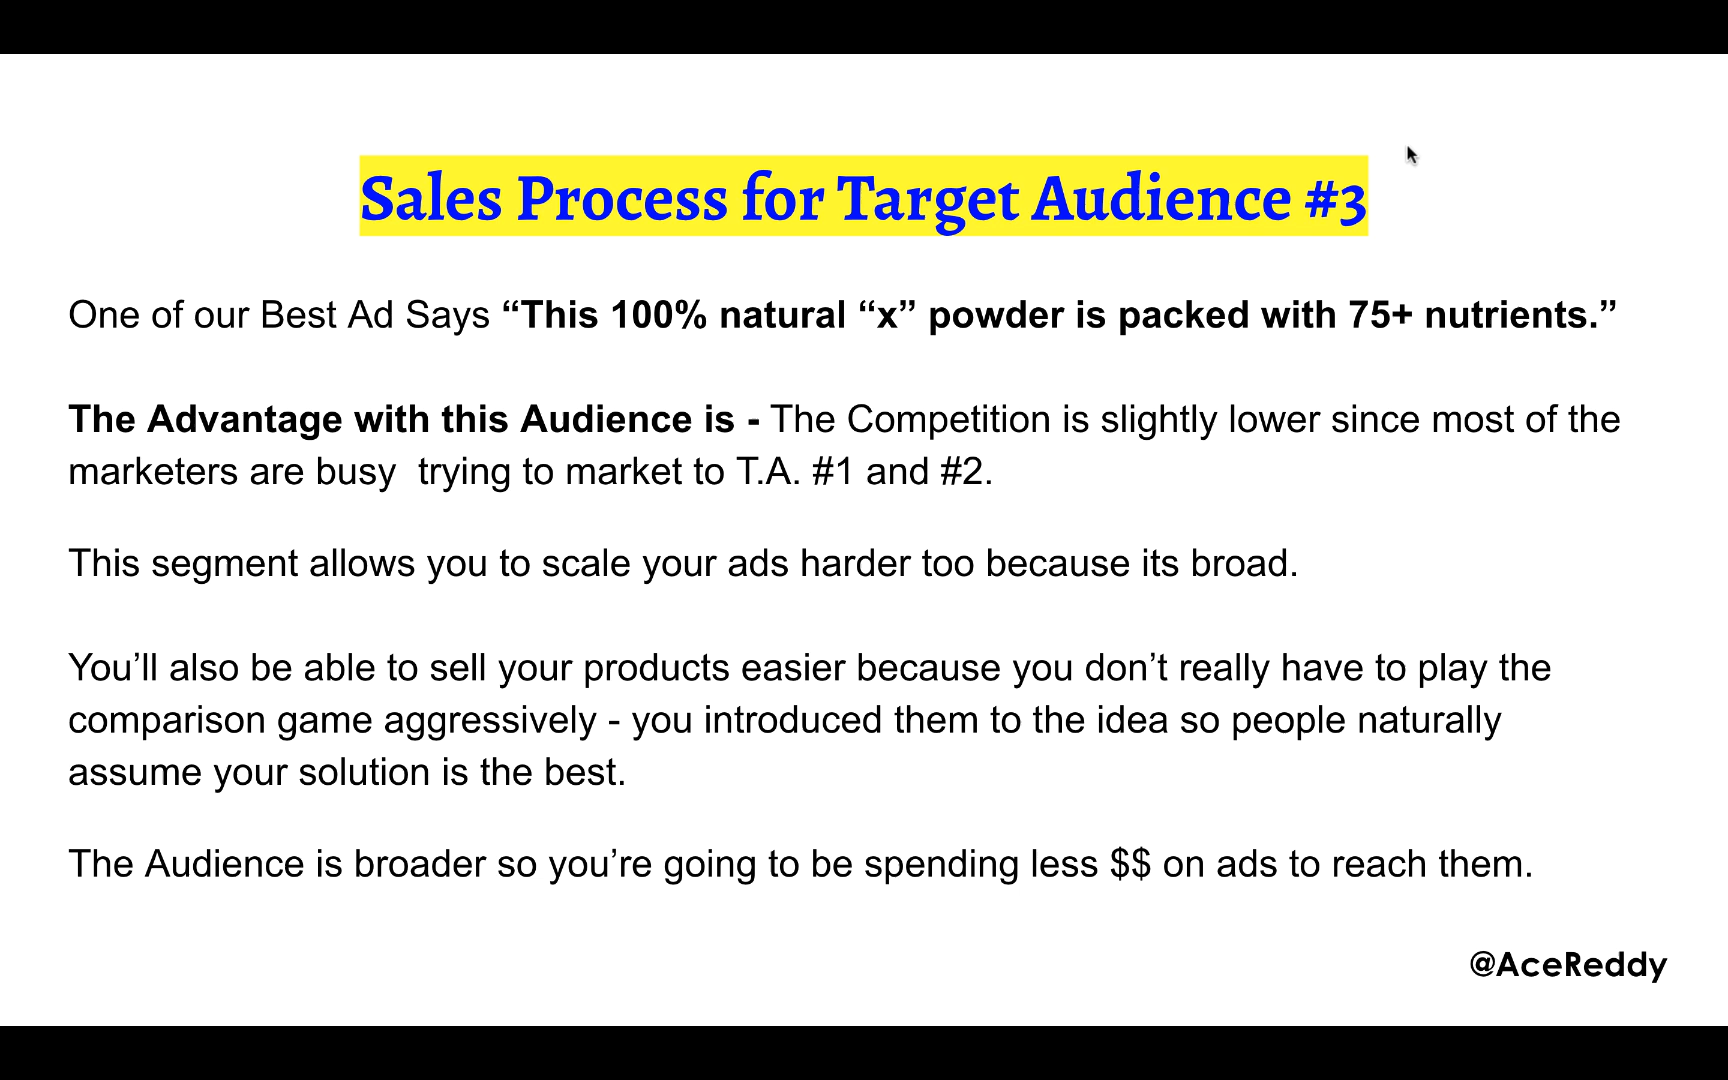 Sales Process for Target Audience #3
One of our Best Ad Says “This 100% natural “x” powder is packed with 75+ nutrients.”
The Advantage with this Audience is - The Competition is slightly lower since most of the
marketers are busy  trying to market to T.A. #1 and #2.
This segment allows you to scale your ads harder too because its broad.
You’ll also be able to sell your products easier because you don’t really have to play the
comparison game aggressively - you introduced them to the idea so people naturally
assume your solution is the best.
The Audience is broader so you’re going to be spending less $$ on ads to reach them.
@AceReddy